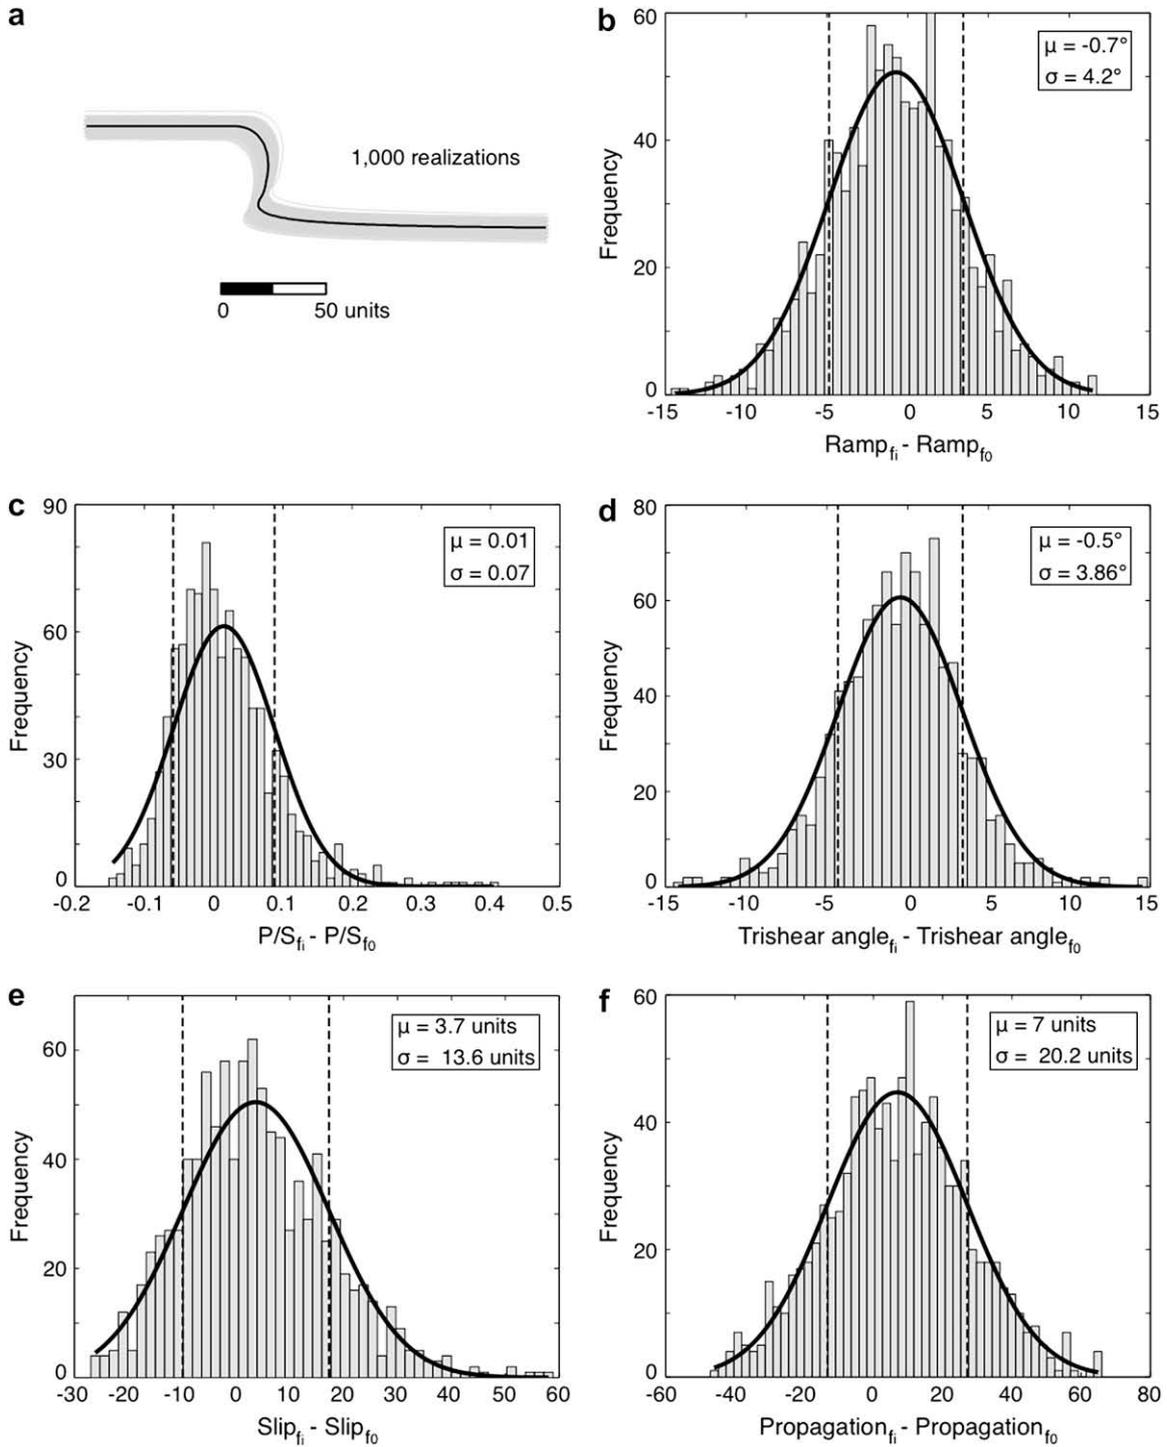 a
1,000 realizations
0 50 units
b
μ = -0.7°
σ = 4.2°
Frequency
60
40
20
0
-15 -10 -5 0 5 10 15
Ramp_fi - Ramp_f0
c
μ = 0.01
σ = 0.07
Frequency
90
60
30
0
-0.2 -0.1 0 0.1 0.2 0.3 0.4 0.5
P/S_fi - P/S_f0
d
μ = -0.5°
σ = 3.86°
Frequency
80
60
40
20
0
-15 -10 -5 0 5 10 15
Trishear angle_fi - Trishear angle_f0
e
μ = 3.7 units
σ = 13.6 units
Frequency
60
40
20
0
-30 -20 -10 0 10 20 30 40 50 60
Slip_fi - Slip_f0
f
μ = 7 units
σ = 20.2 units
Frequency
60
40
20
0
-60 -40 -20 0 20 40 60 80
Propagation_fi - Propagation_f0